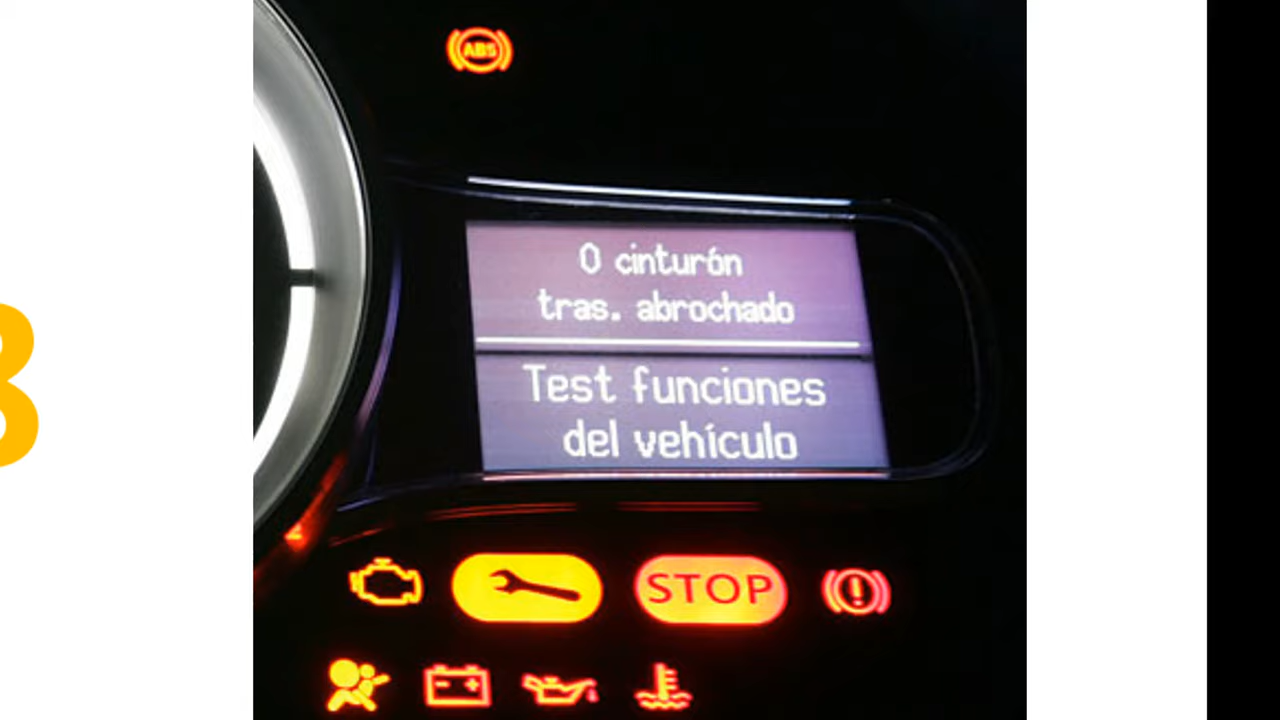 ABS
0 cinturón
tras. abrochado
Test funciones
del vehículo
STOP